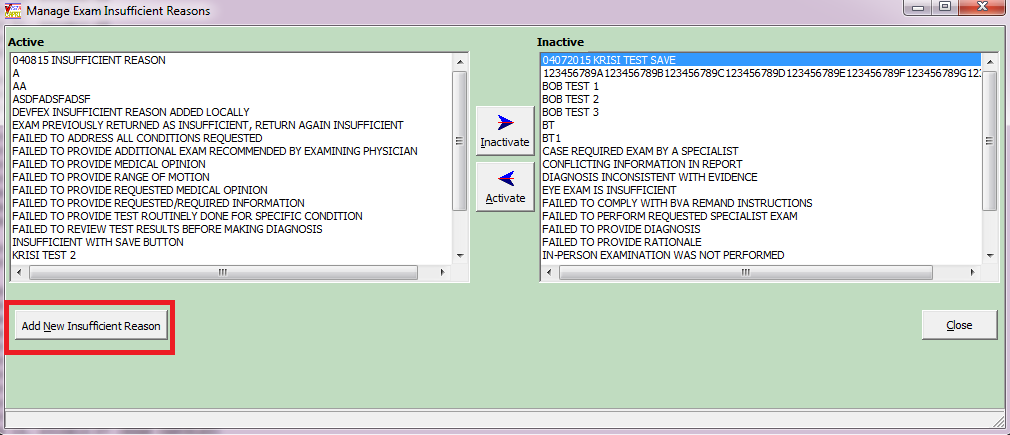 Manage Exam Insufficient Reasons
Active
040815 INSUFFICIENT REASON
A
AA
ASDFADSFADSF
DEVFEX INSUFFICIENT REASON ADDED LOCALLY
EXAM PREVIOUSLY RETURNED AS INSUFFICIENT, RETURN AGAIN INSUFFICIENT
FAILED TO ADDRESS ALL CONDITIONS REQUESTED
FAILED TO PROVIDE ADDITIONAL EXAM RECOMMENDED BY EXAMINING PHYSICIAN
FAILED TO PROVIDE MEDICAL OPINION
FAILED TO PROVIDE RANGE OF MOTION
FAILED TO PROVIDE REQUESTED MEDICAL OPINION
FAILED TO PROVIDE REQUESTED/REQUIRED INFORMATION
FAILED TO PROVIDE TEST ROUTINELY DONE FOR SPECIFIC CONDITION
FAILED TO REVIEW TEST RESULTS BEFORE MAKING DIAGNOSIS
INSUFFICIENT WITH SAVE BUTTON
KRISI TEST 2
Inactivate
Activate
Inactive
04072015 KRISI TEST SAVE
123456789A123456789B123456789C123456789D123456789E123456789F123456789G12
BOB TEST 1
BOB TEST 2
BOB TEST 3
BT
BT1
CASE REQUIRED EXAM BY A SPECIALIST
CONFLICTING INFORMATION IN REPORT
DIAGNOSIS INCONSISTENT WITH EVIDENCE
EYE EXAM IS INSUFFICIENT
FAILED TO COMPLY WITH BVA REMAND INSTRUCTIONS
FAILED TO PERFORM REQUESTED SPECIALIST EXAM
FAILED TO PROVIDE DIAGNOSIS
FAILED TO PROVIDE RATIONALE
IN-PERSON EXAMINATION WAS NOT PERFORMED
Add New Insufficient Reason
Close